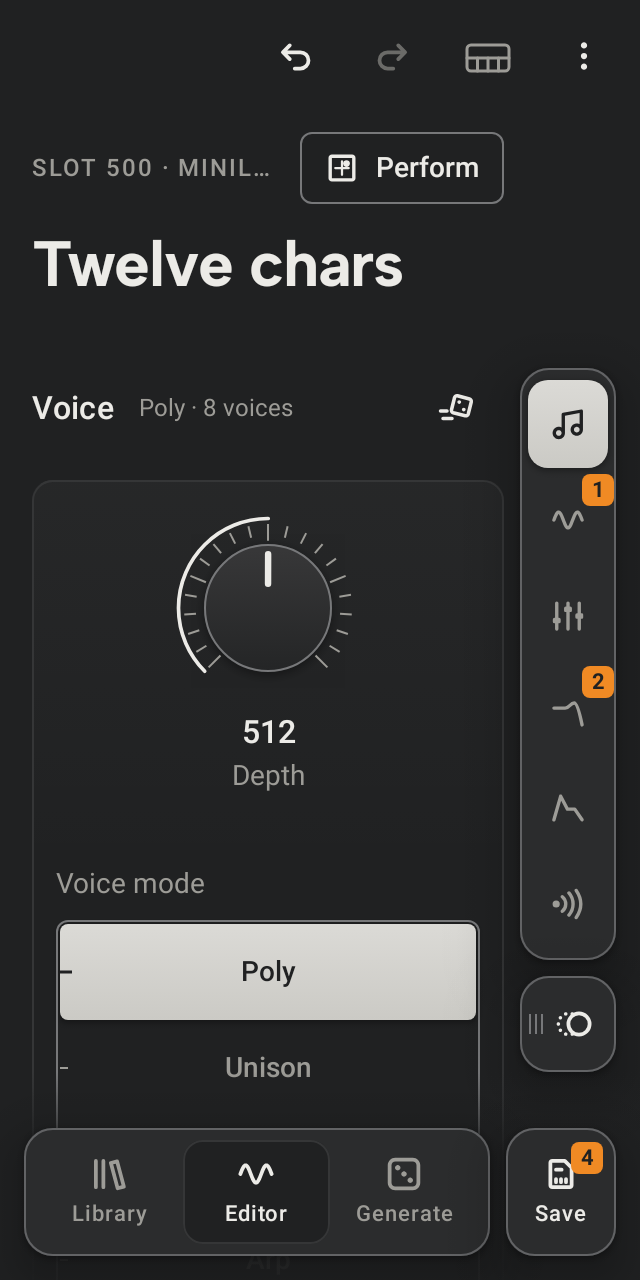 SLOT 500 · MINIL…
Perform
Twelve chars
Voice
Poly · 8 voices
1
2
512
Depth
Voice mode
Poly
Unison
Arp
Library
Editor
Generate
4
Save